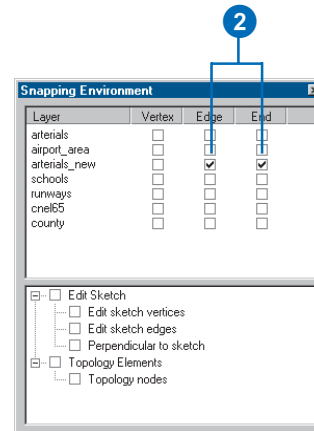 2
Snapping Environment
Layer Vertex Edge End
arterials
airport_area
arterials_new
schools
runways
cnel65
county
Edit Sketch
Edit sketch vertices
Edit sketch edges
Perpendicular to sketch
Topology Elements
Topology nodes